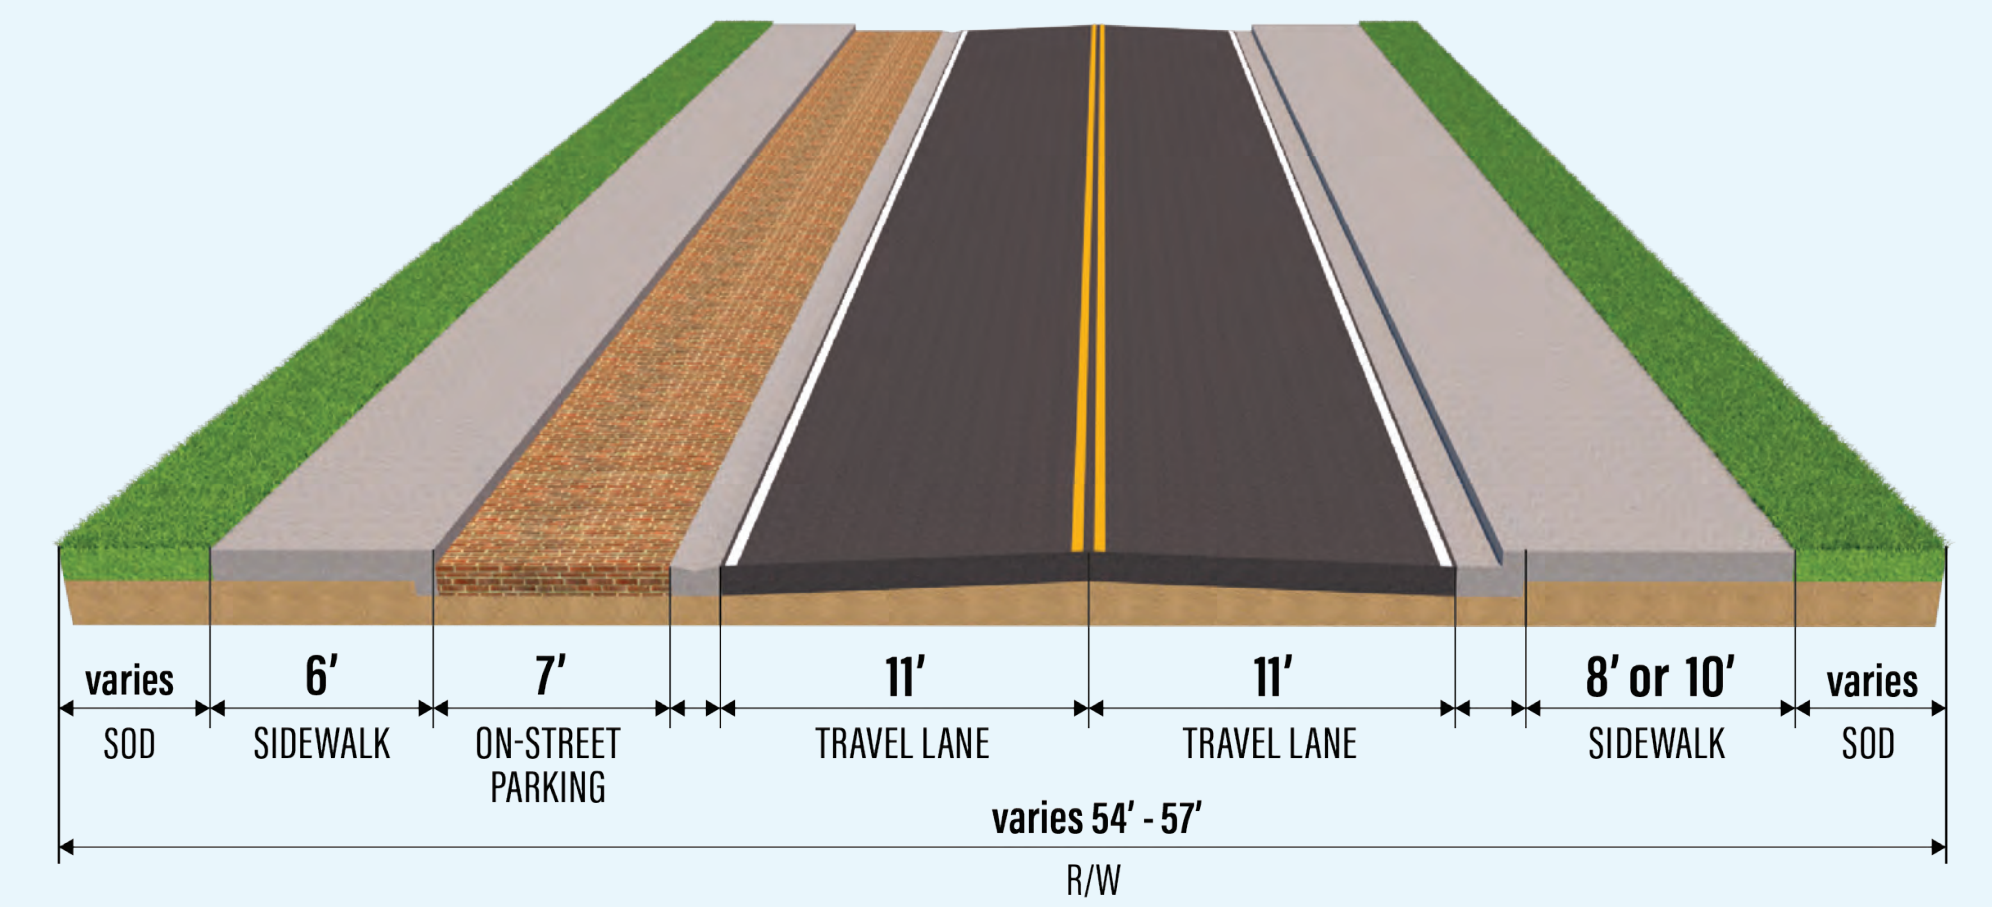 varies
6′
7′
11′
11′
8′ or 10′
varies
SOD
SIDEWALK
ON-STREET
PARKING
TRAVEL LANE
TRAVEL LANE
SIDEWALK
SOD
varies 54′ - 57′
R/W